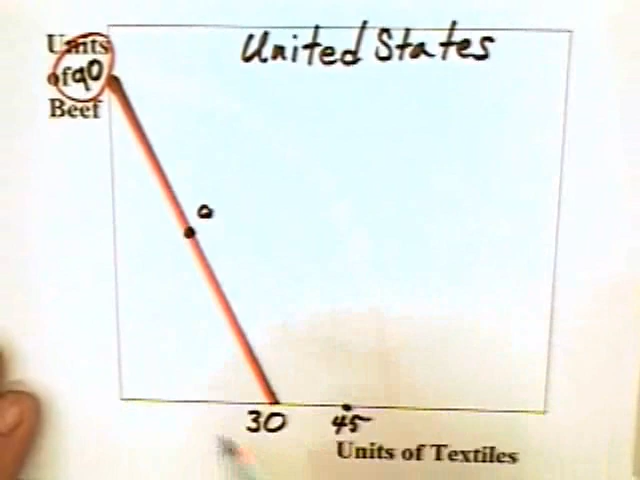 United States
Units
of 90
Beef
a
30 45
Units of Textiles